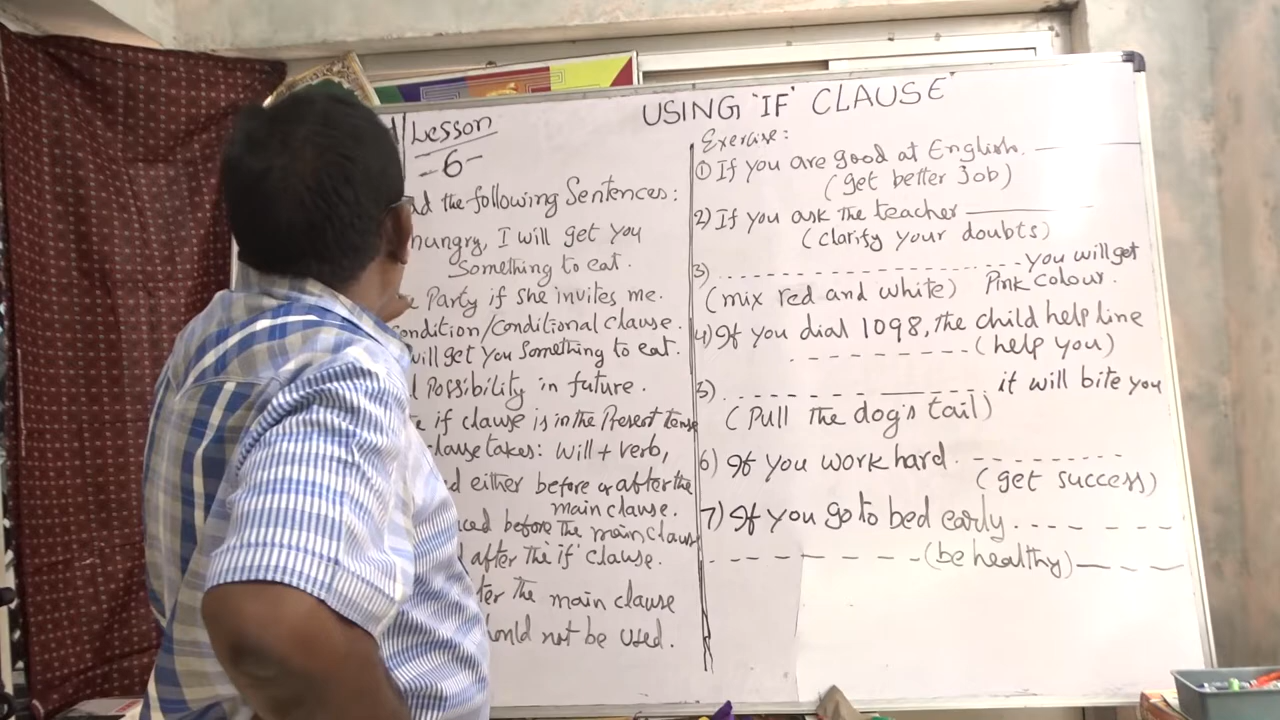 USING 'IF' CLAUSE
Lesson
-6-
the following Sentences:
hungry, I will get you
Something to eat.
Party if she invites me.
Condition/Conditional clause.
will get you Something to eat.
Possibility in future.
if clause is in the Present tense
clause takes: Will + Verb,
either before or after the
main clause.
before the main clause
after the 'if' clause.
the main clause
not be used.
Exercise:
① If you are good at English. ______
(get better Job)
2) If you ask the teacher ______
(clarify your doubts)
3) ---------------------- you will get
(mix red and white) Pink colour.
4) If you dial 1098, the child help line
---------- (help you)
5) ---------------------- it will bite you
(Pull the dog's tail)
6) If you work hard. ----------
(get success)
7) If you go to bed early. ----------
---------- (be healthy) ------